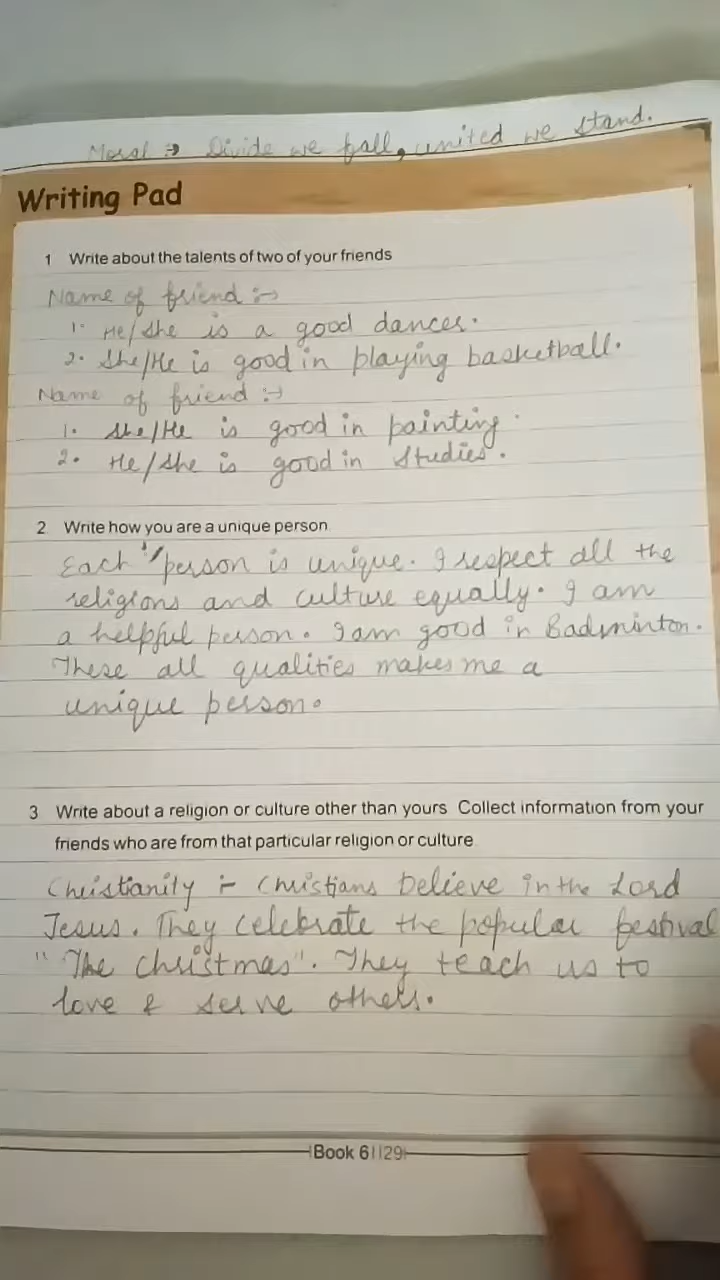 Moral :⇒ Divide we fall, united we stand.
Writing Pad
1 Write about the talents of two of your friends
Name of friend :→
1. He/She is a good dances.
2. She/He is good in playing basketball.
Name of friend :→
1. She/He is good in painting.
2. He/She is good in Studies.
2 Write how you are a unique person
Each person is unique. I respect all the
religions and culture equally. I am
a helpful person. I am good in Badminton.
These all qualities makes me a
unique person.
3 Write about a religion or culture other than yours Collect information from your
friends who are from that particular religion or culture
Christianity :- Christians believe in the Lord
Jesus. They celebrate the popular festival
"The Christmas". They teach us to
love & serve others.
Book 6 | 29